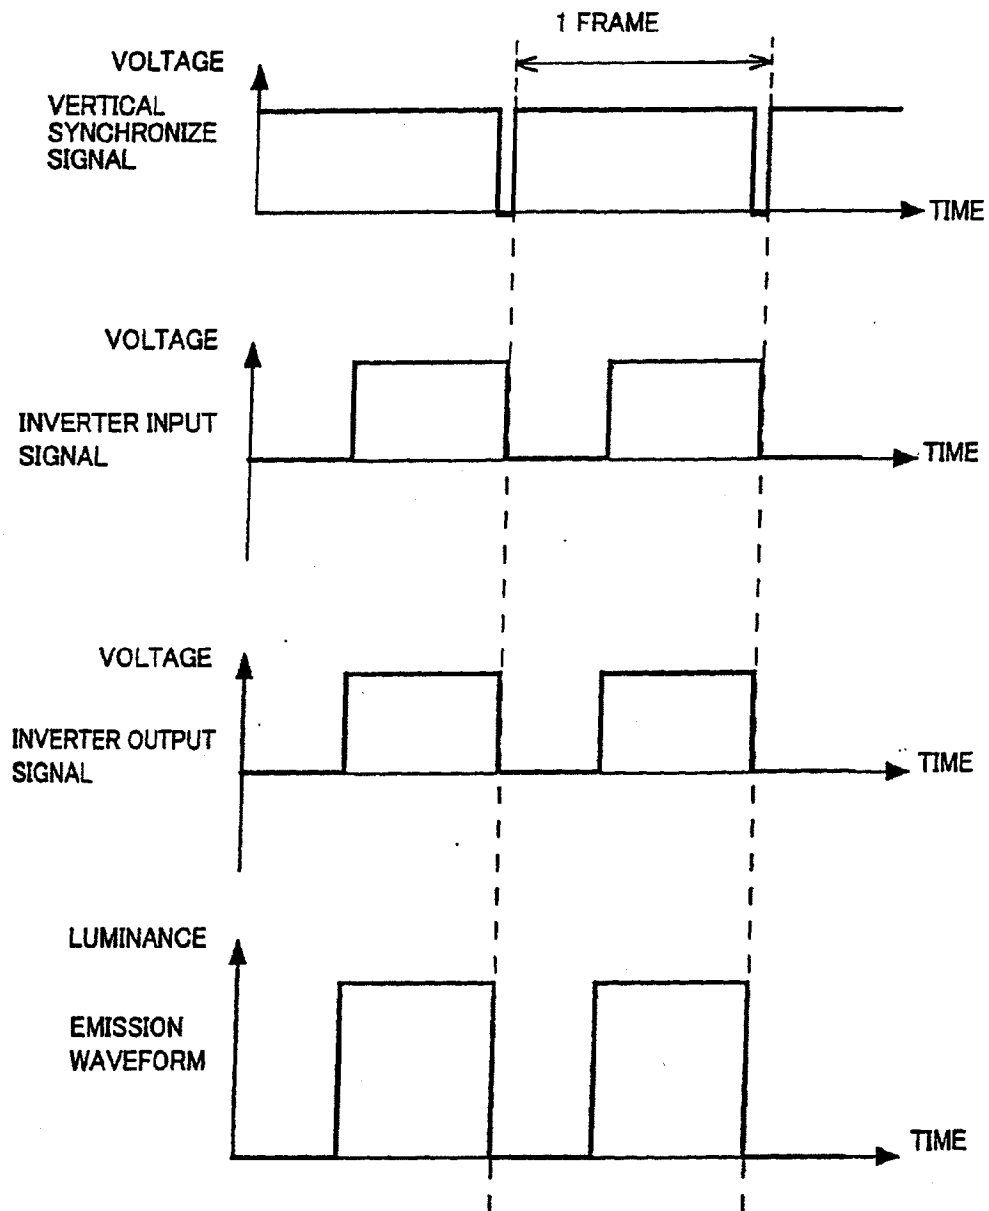 1 FRAME
VOLTAGE
VERTICAL
SYNCHRONIZE
SIGNAL
TIME
VOLTAGE
INVERTER INPUT
SIGNAL
TIME
VOLTAGE
INVERTER OUTPUT
SIGNAL
TIME
LUMINANCE
EMISSION
WAVEFORM
TIME